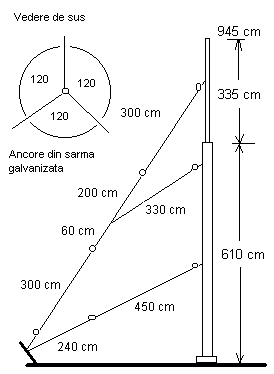 Vedere de sus
945 cm
120
120
120
335 cm
300 cm
Ancore din sarma
galvanizata
200 cm
330 cm
60 cm
610 cm
300 cm
450 cm
240 cm